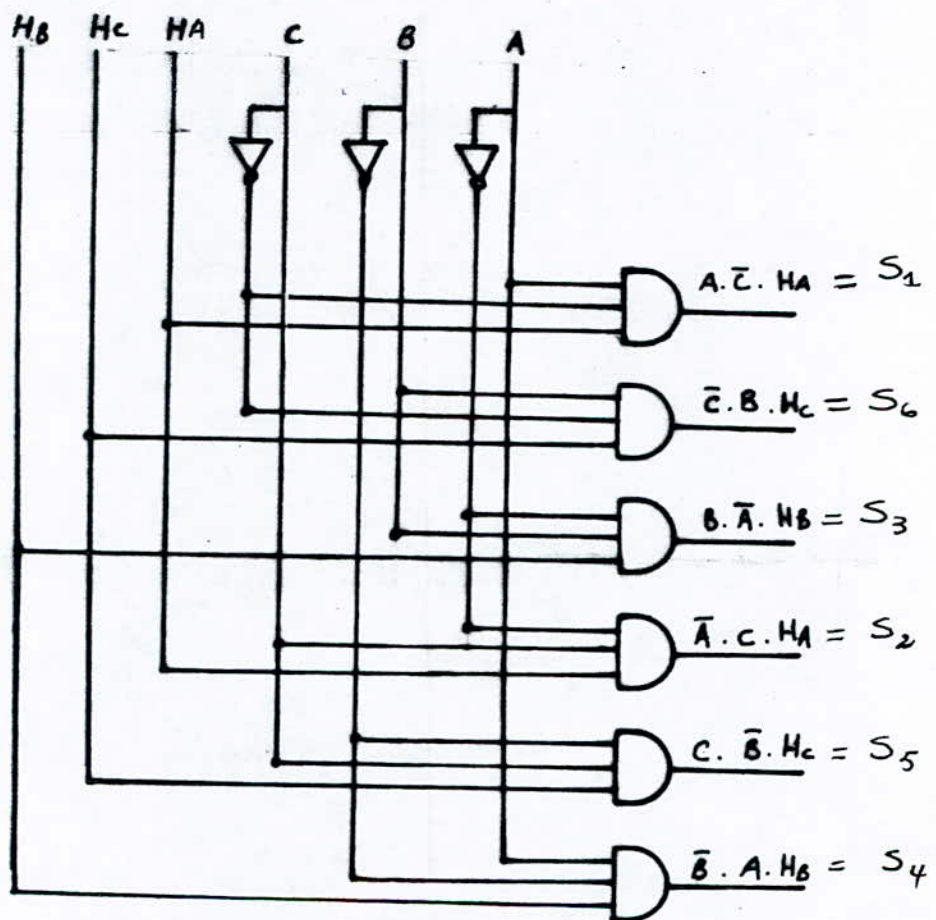 HB HC HA C B A
A.C̄.HA = S1
C̄.B.Hc = S6
B.Ā.HB = S3
Ā.C.HA = S2
C.B̄.Hc = S5
B̄.A.HB = S4